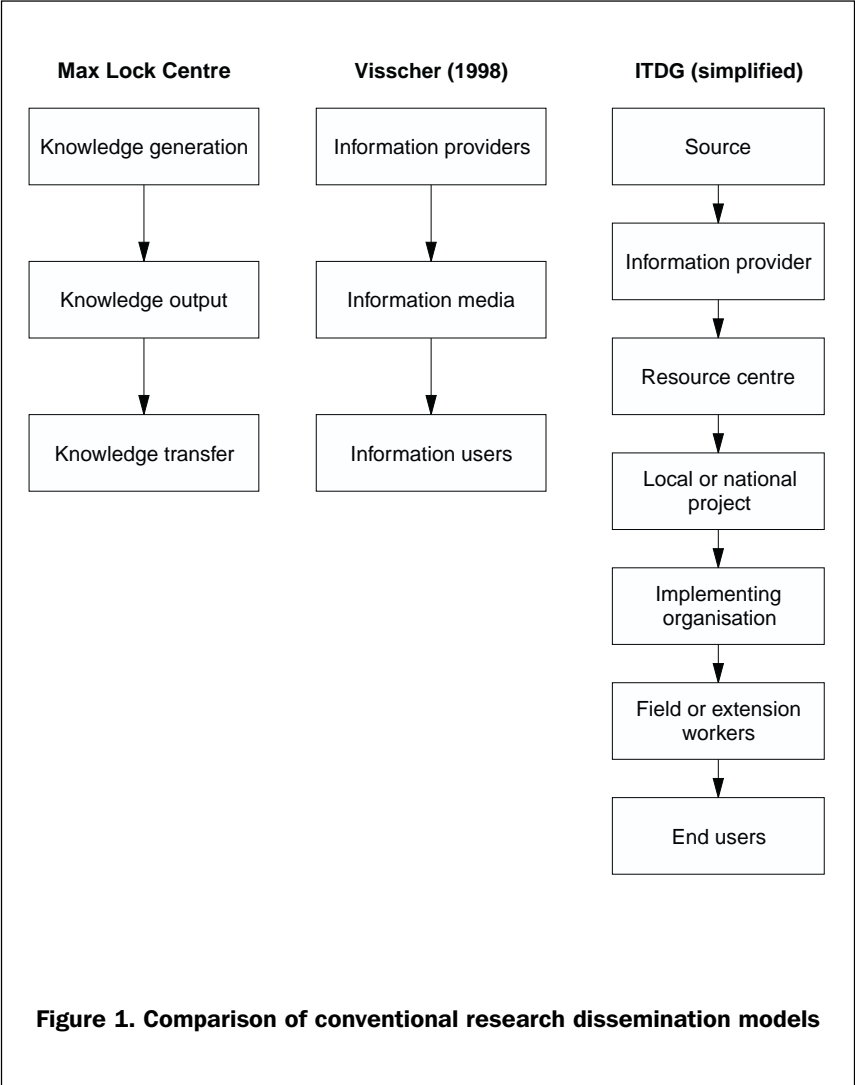 Max Lock Centre
Knowledge generation
Knowledge output
Knowledge transfer
Visscher (1998)
Information providers
Information media
Information users
ITDG (simplified)
Source
Information provider
Resource centre
Local or national
project
Implementing
organisation
Field or extension
workers
End users
Figure 1. Comparison of conventional research dissemination models